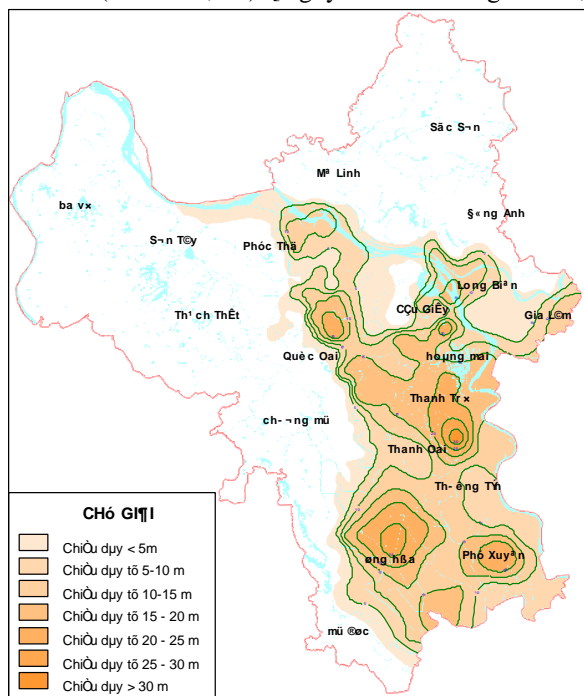 Sãc S¬n
Mª Linh
ba v×
§«ng Anh
S¬n T©y
Phóc Thä
Long Biªn
CÇu GiÊy
Th¹ch ThÊt
Gia L©m
Quèc Oai
hoµng mai
Thanh Tr×
ch-¬ng mü
Thanh Oai
Th-êng TÝn
øng hßa
Phó Xuyªn
mü ®øc
CHó GI¶I
ChiÒu dµy < 5m
ChiÒu dµy tõ 5-10 m
ChiÒu dµy tõ 10-15 m
ChiÒu dµy tõ 15 - 20 m
ChiÒu dµy tõ 20 - 25 m
ChiÒu dµy tõ 25 - 30 m
ChiÒu dµy > 30 m